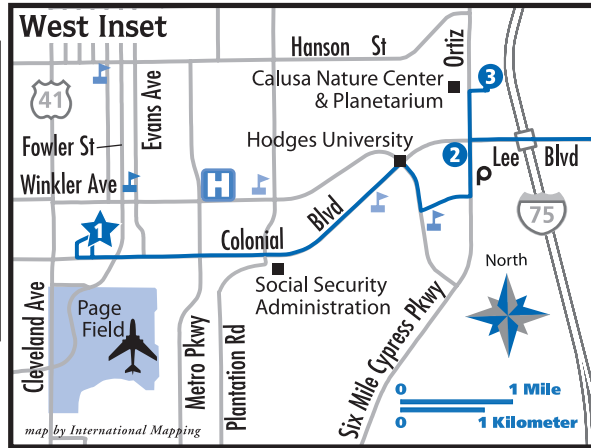 West Inset
Hanson St
Ortiz
41
Evans Ave
Calusa Nature Center
& Planetarium
3
Fowler St
Hodges University
2
Lee Blvd
P
Winkler Ave
H
75
1
Colonial Blvd
North
Social Security
Administration
Page
Field
Cleveland Ave
Metro Pkwy
Plantation Rd
Six Mile Cypress Pkwy
0 1 Mile
0 1 Kilometer
map by International Mapping